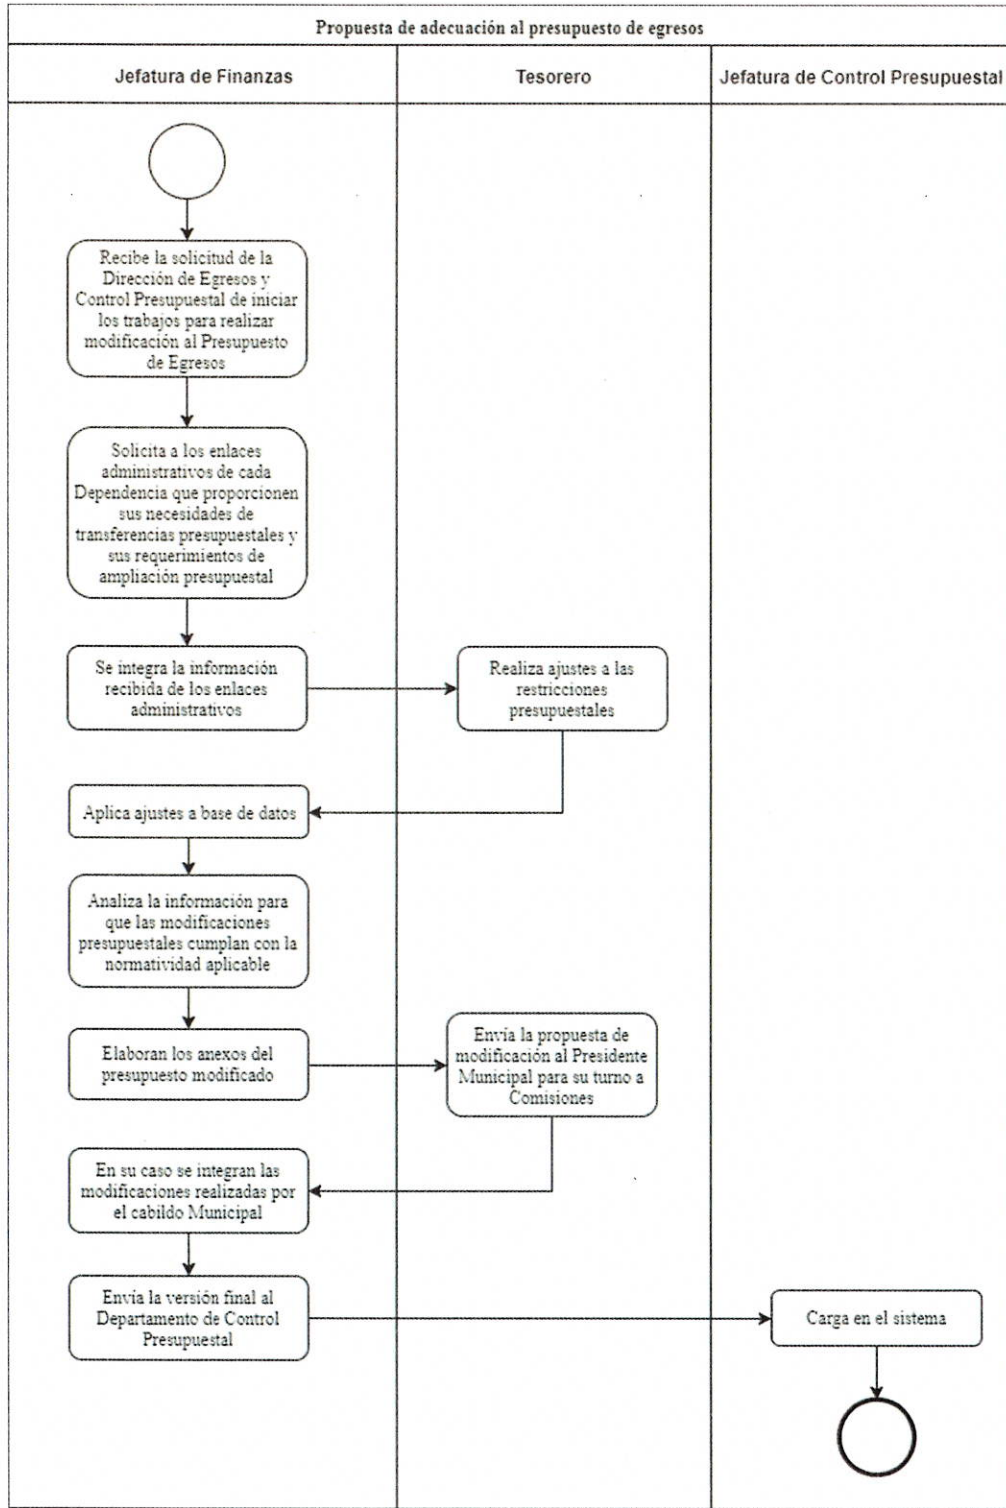 Propuesta de adecuación al presupuesto de egresos
Jefatura de Finanzas
Tesorero
Jefatura de Control Presupuestal
Recibe la solicitud de la
Dirección de Egresos y
Control Presupuestal de iniciar
los trabajos para realizar
modificación al Presupuesto
de Egresos
Solicita a los enlaces
administrativos de cada
Dependencia que proporcionen
sus necesidades de
transferencias presupuestales y
sus requerimientos de
ampliación presupuestal
Se integra la información
recibida de los enlaces
administrativos
Realiza ajustes a las
restricciones
presupuestales
Aplica ajustes a base de datos
Analiza la información para
que las modificaciones
presupuestales cumplan con la
normatividad aplicable
Elaboran los anexos del
presupuesto modificado
Envía la propuesta de
modificación al Presidente
Municipal para su turno a
Comisiones
En su caso se integran las
modificaciones realizadas por
el cabildo Municipal
Envía la versión final al
Departamento de Control
Presupuestal
Carga en el sistema